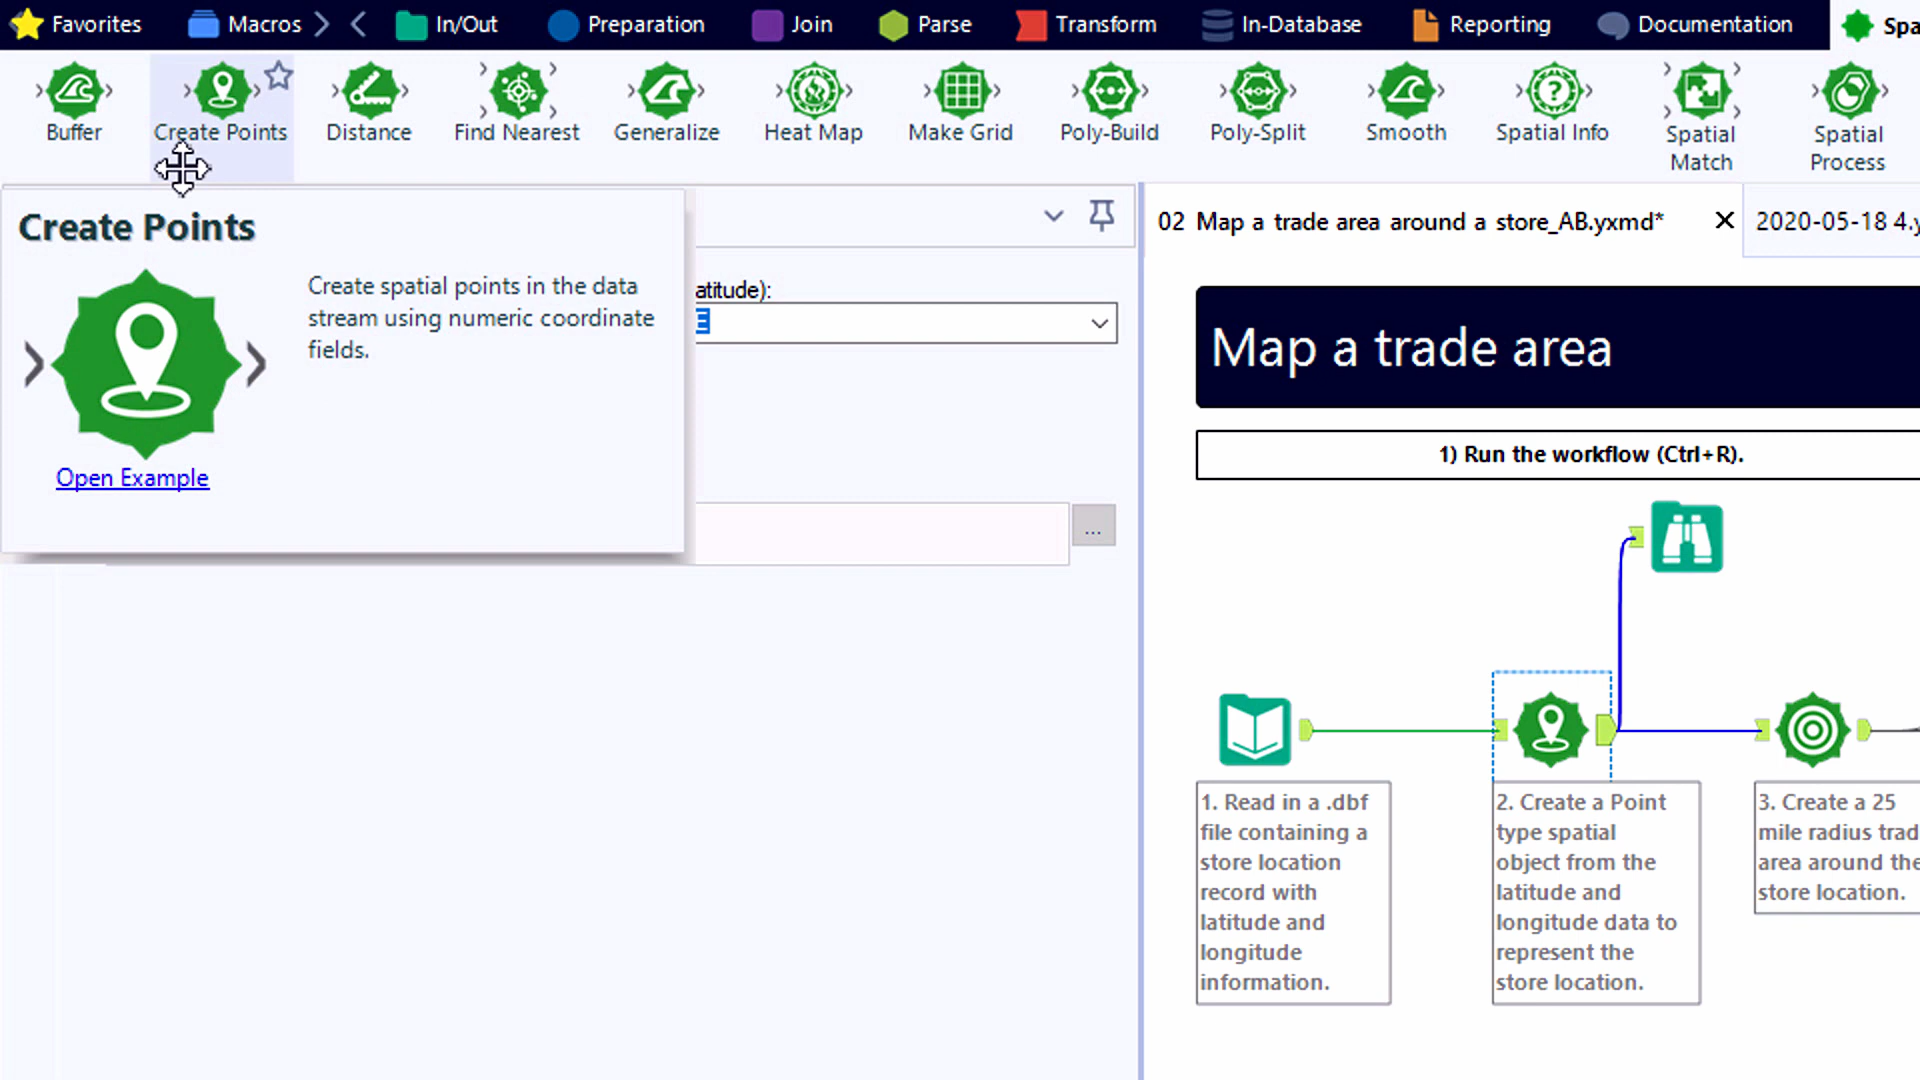 Favorites
Macros
In/Out
Preparation
Join
Parse
Transform
In-Database
Reporting
Documentation
Spa
Buffer
Create Points
Distance
Find Nearest
Generalize
Heat Map
Make Grid
Poly-Build
Poly-Split
Smooth
Spatial Info
Spatial
Match
Spatial
Process
Create Points
Create spatial points in the data
stream using numeric coordinate
fields.
Open Example
atitude):
E
...
02 Map a trade area around a store_AB.yxmd*
2020-05-18 4.y
Map a trade area
1) Run the workflow (Ctrl+R).
1. Read in a .dbf
file containing a
store location
record with
latitude and
longitude
information.
2. Create a Point
type spatial
object from the
latitude and
longitude data to
represent the
store location.
3. Create a 25
mile radius trad
area around the
store location.